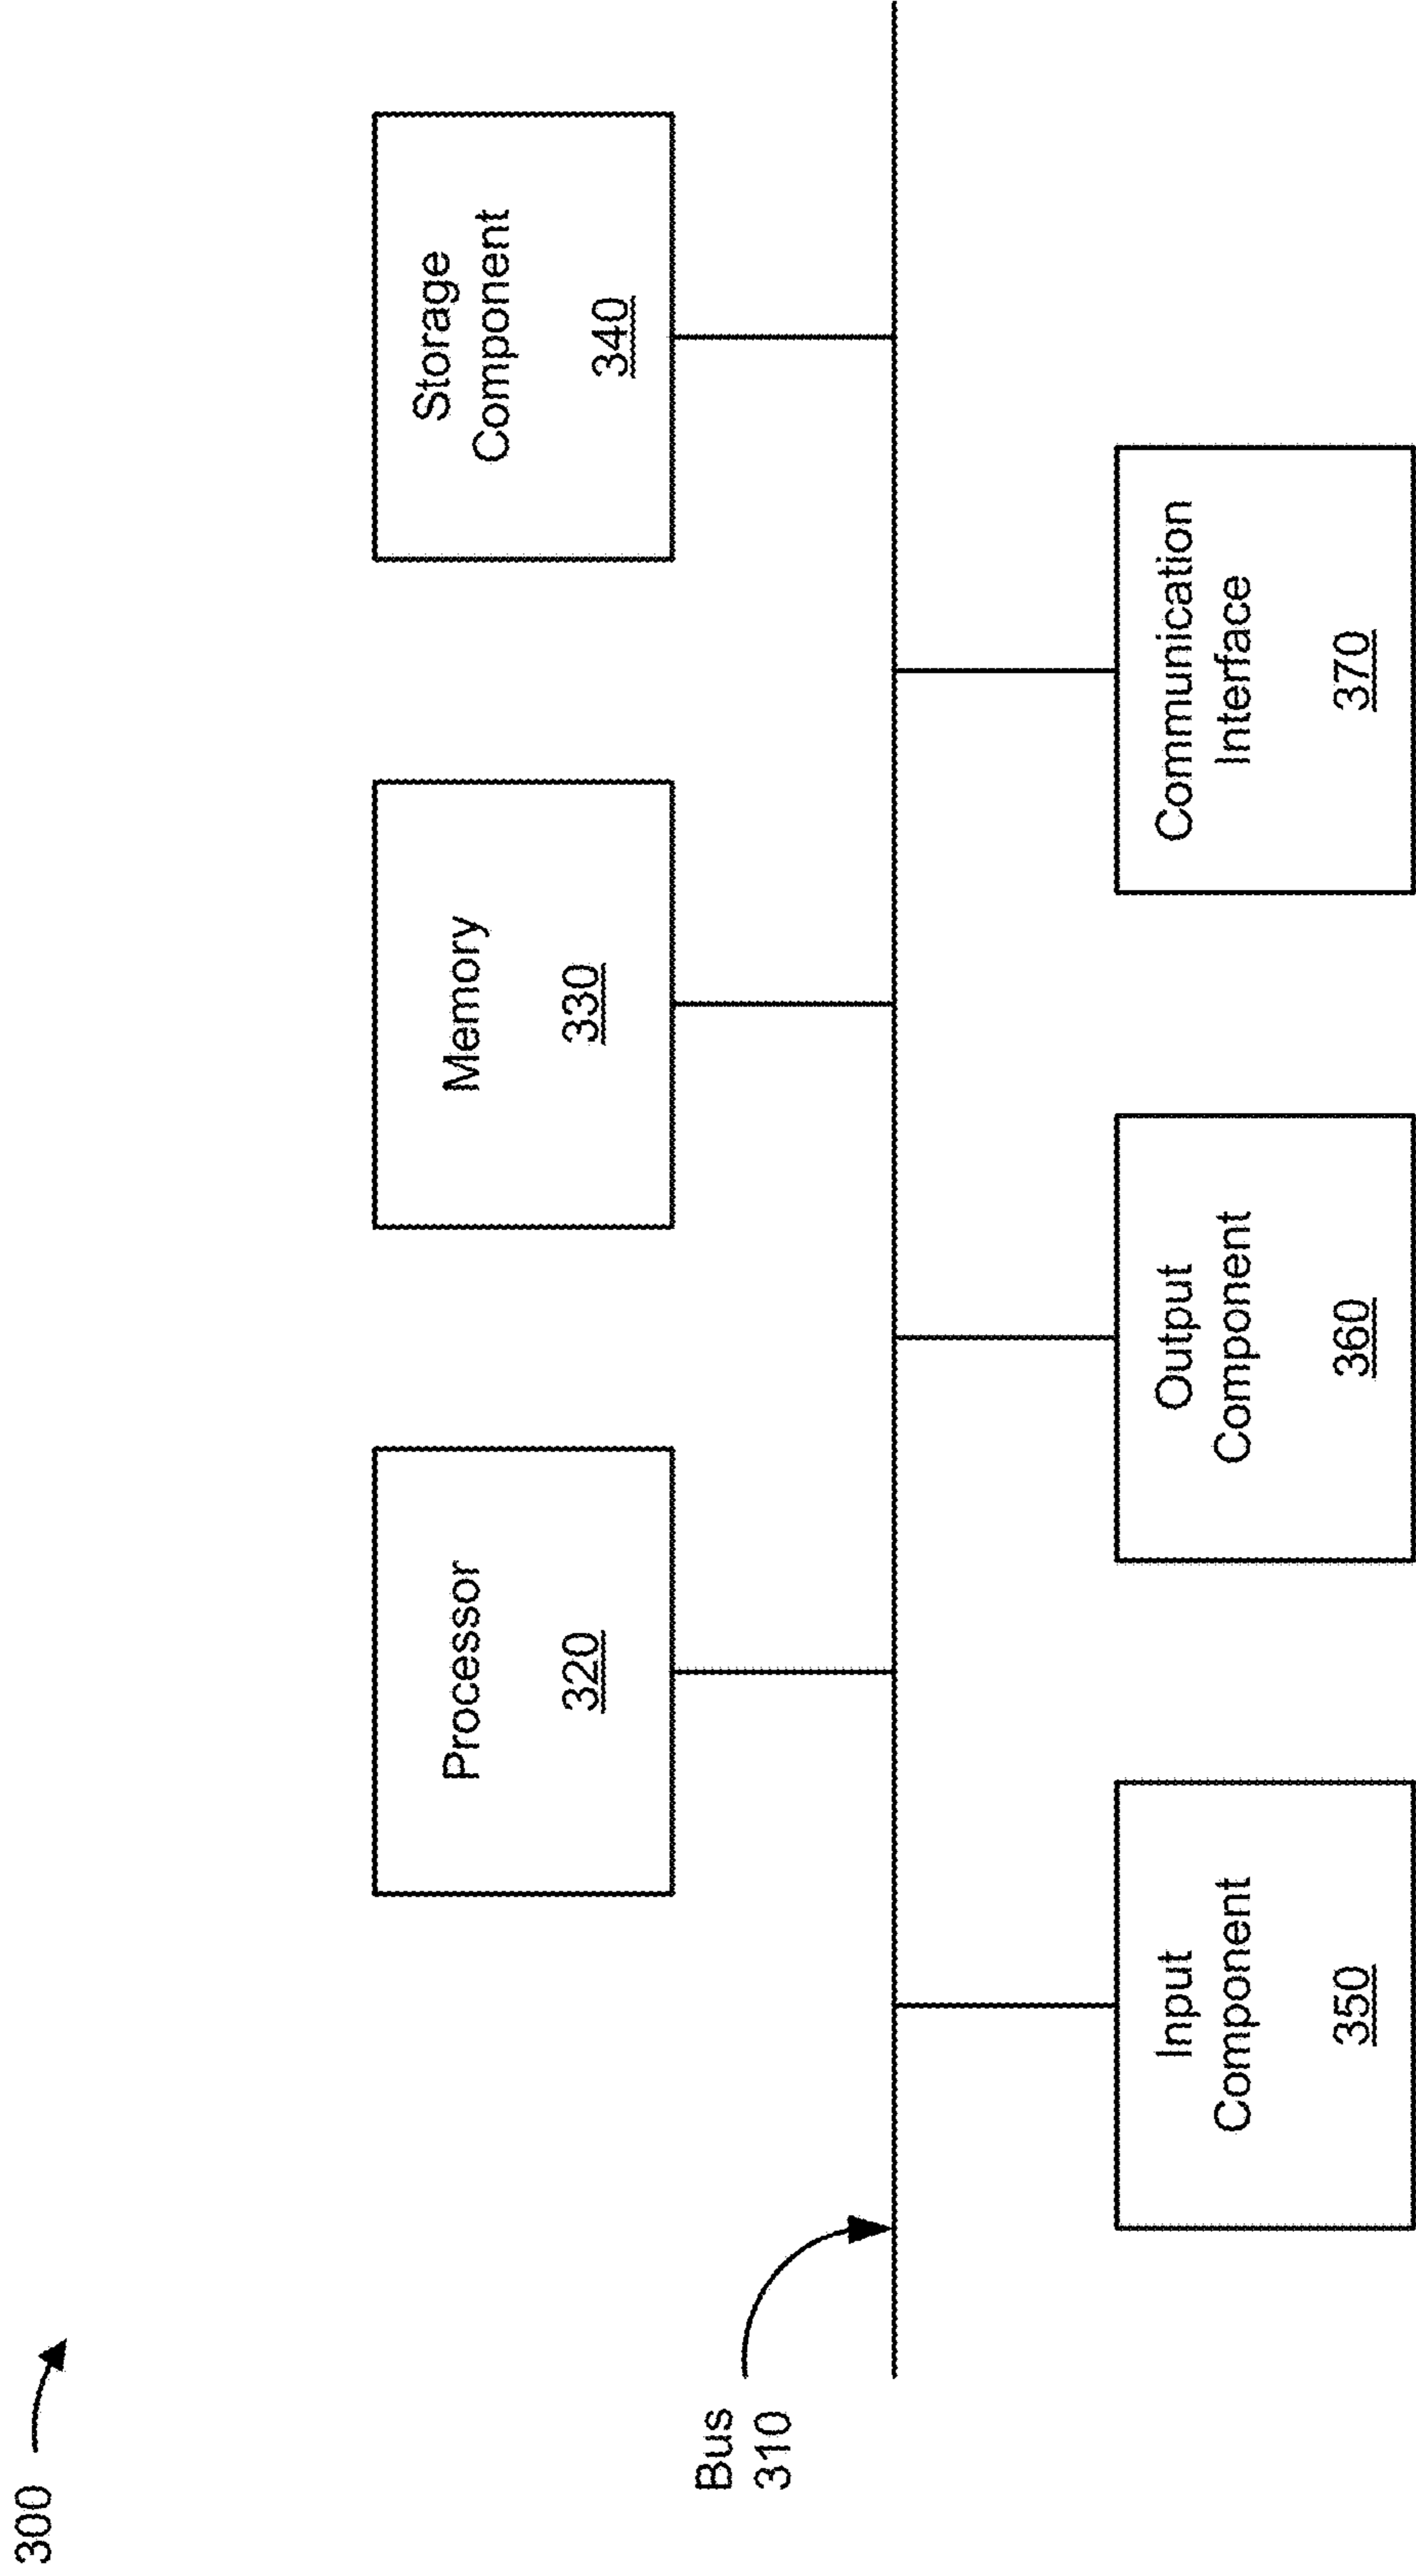 300
Bus
310
Processor
320
Memory
330
Storage
Component
340
Input
Component
350
Output
Component
360
Communication
Interface
370